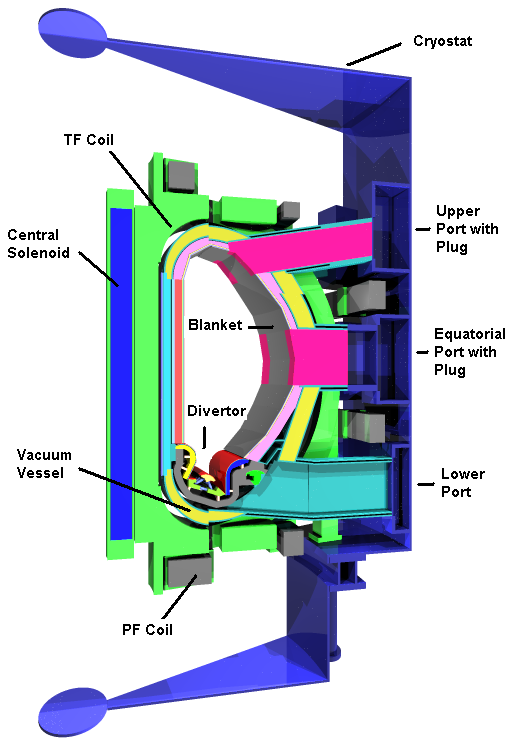 Cryostat
TF Coil
Central
Solenoid
Upper
Port with
Plug
Blanket
Equatorial
Port with
Plug
Divertor
Vacuum
Vessel
Lower
Port
PF Coil